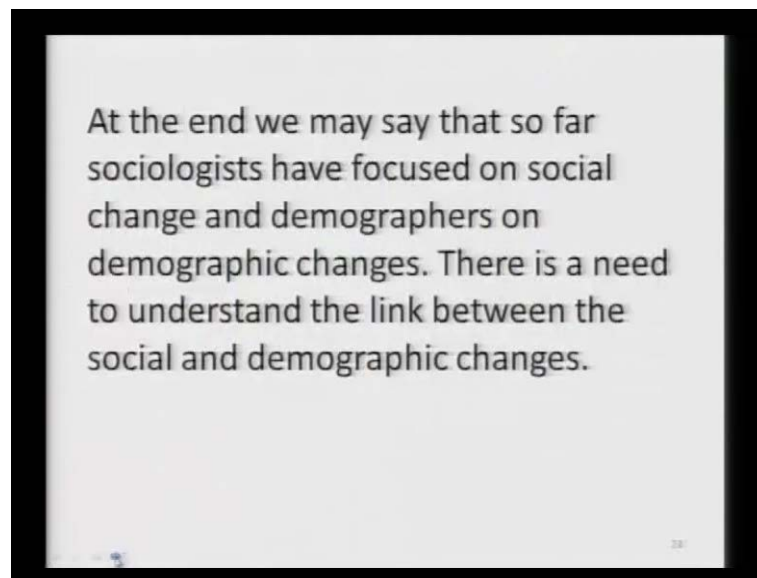 At the end we may say that so far
sociologists have focused on social
change and demographers on
demographic changes. There is a need
to understand the link between the
social and demographic changes.